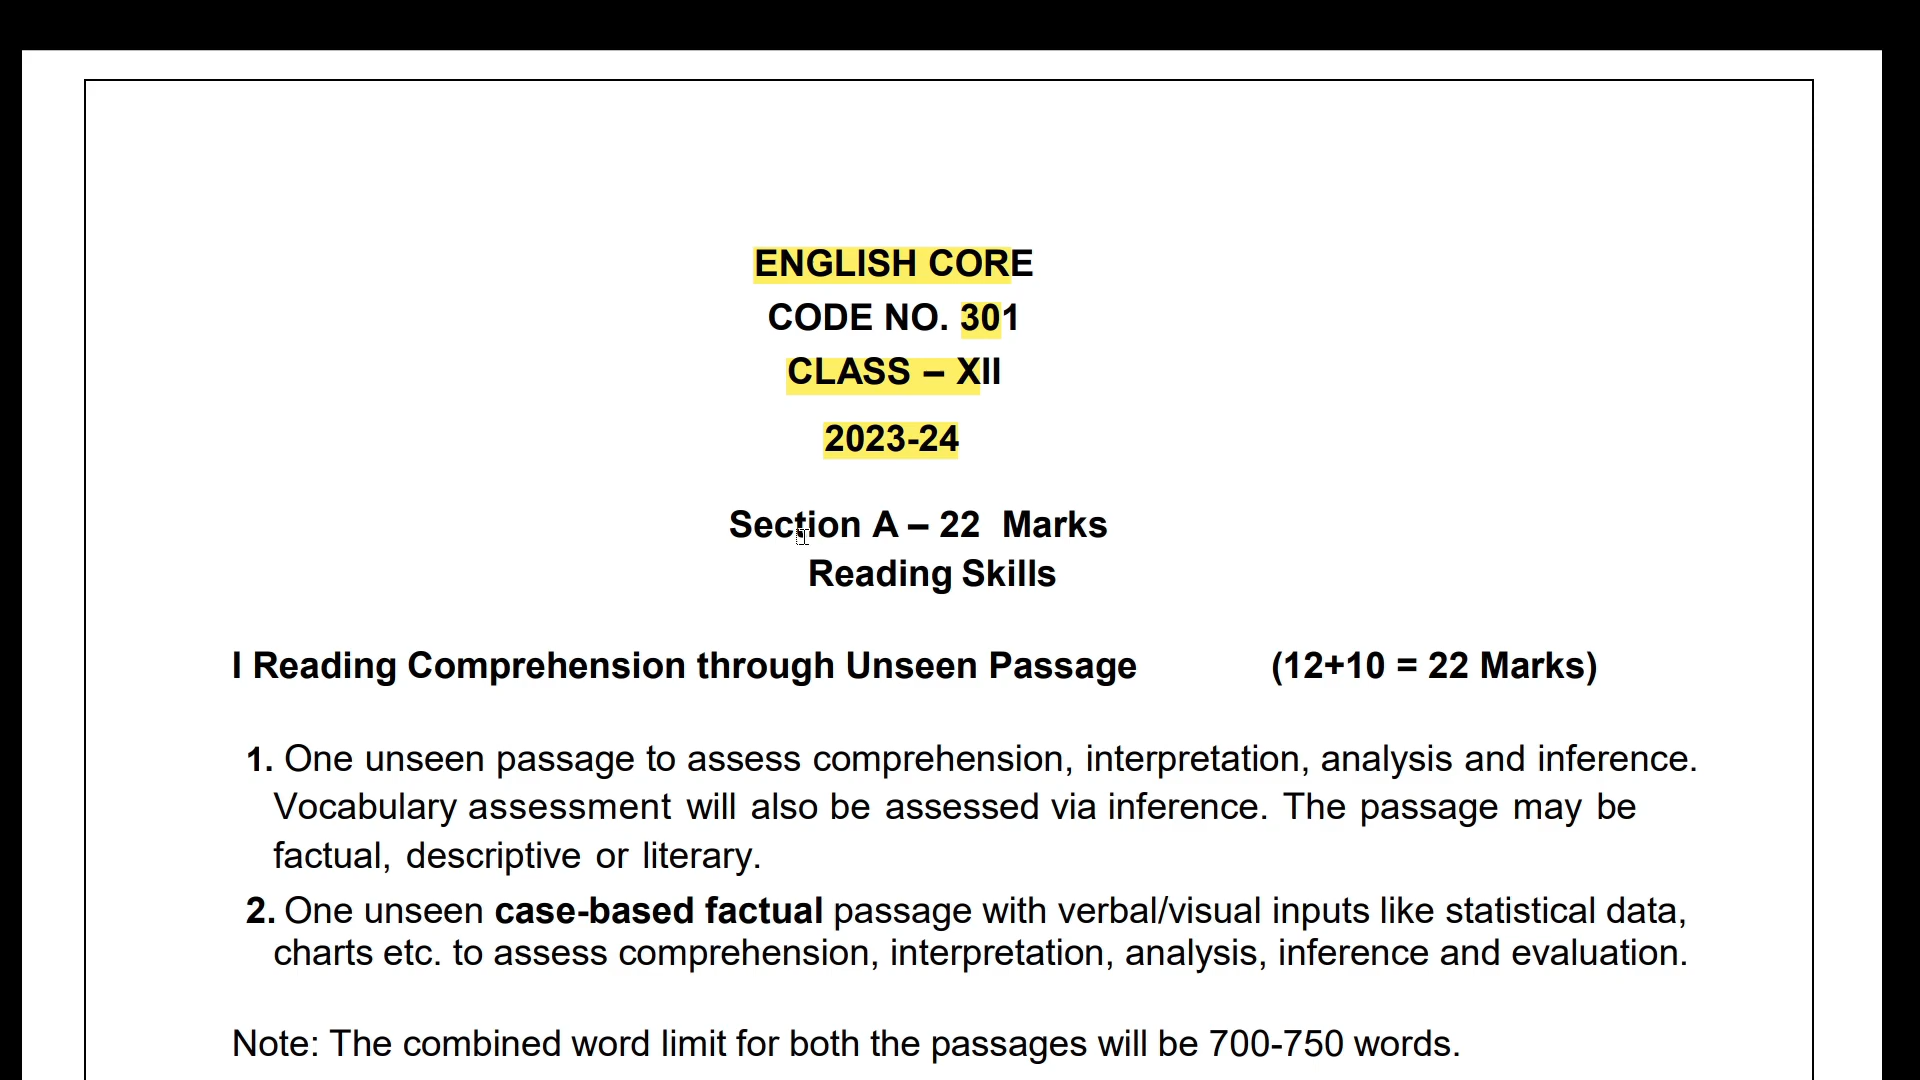 ENGLISH CORE
CODE NO. 301
CLASS – XII
2023-24
Section A – 22 Marks
Reading Skills
I Reading Comprehension through Unseen Passage (12+10 = 22 Marks)
1. One unseen passage to assess comprehension, interpretation, analysis and inference.
Vocabulary assessment will also be assessed via inference. The passage may be
factual, descriptive or literary.
2. One unseen case-based factual passage with verbal/visual inputs like statistical data,
charts etc. to assess comprehension, interpretation, analysis, inference and evaluation.
Note: The combined word limit for both the passages will be 700-750 words.